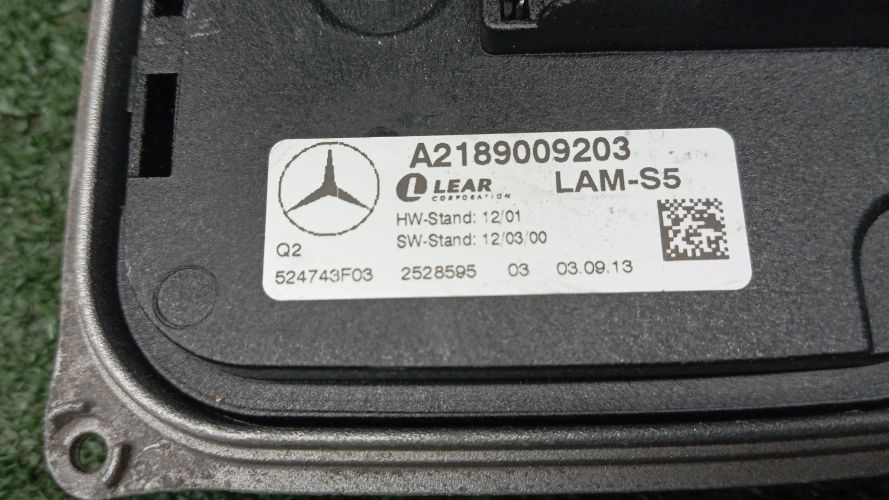 A2189009203
LEAR LAM-S5
CORPORATION
HW-Stand: 12/01
SW-Stand: 12/03/00
Q2
524743F03 2528595 03 03.09.13